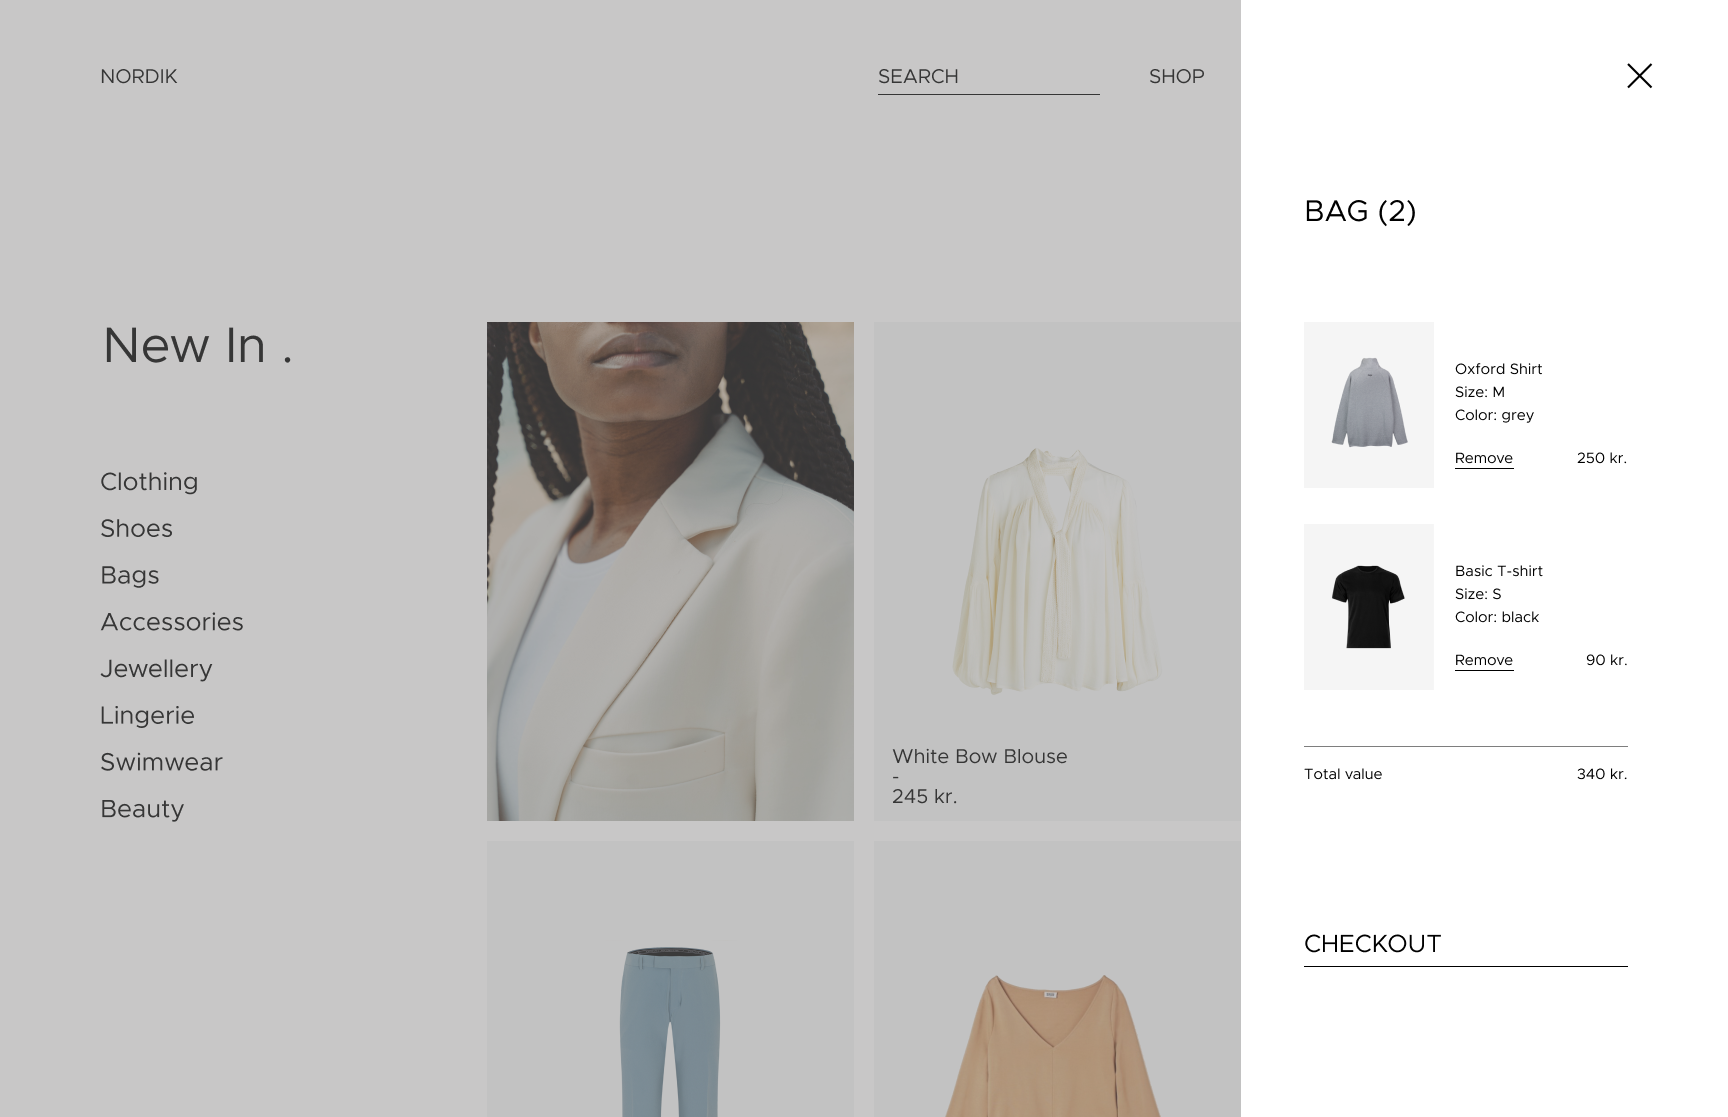 NORDIK
SEARCH
SHOP
New In .
Clothing
Shoes
Bags
Accessories
Jewellery
Lingerie
Swimwear
Beauty
White Bow Blouse
-
245 kr.
BAG (2)
Oxford Shirt
Size: M
Color: grey
Remove 250 kr.
Basic T-shirt
Size: S
Color: black
Remove 90 kr.
Total value 340 kr.
CHECKOUT